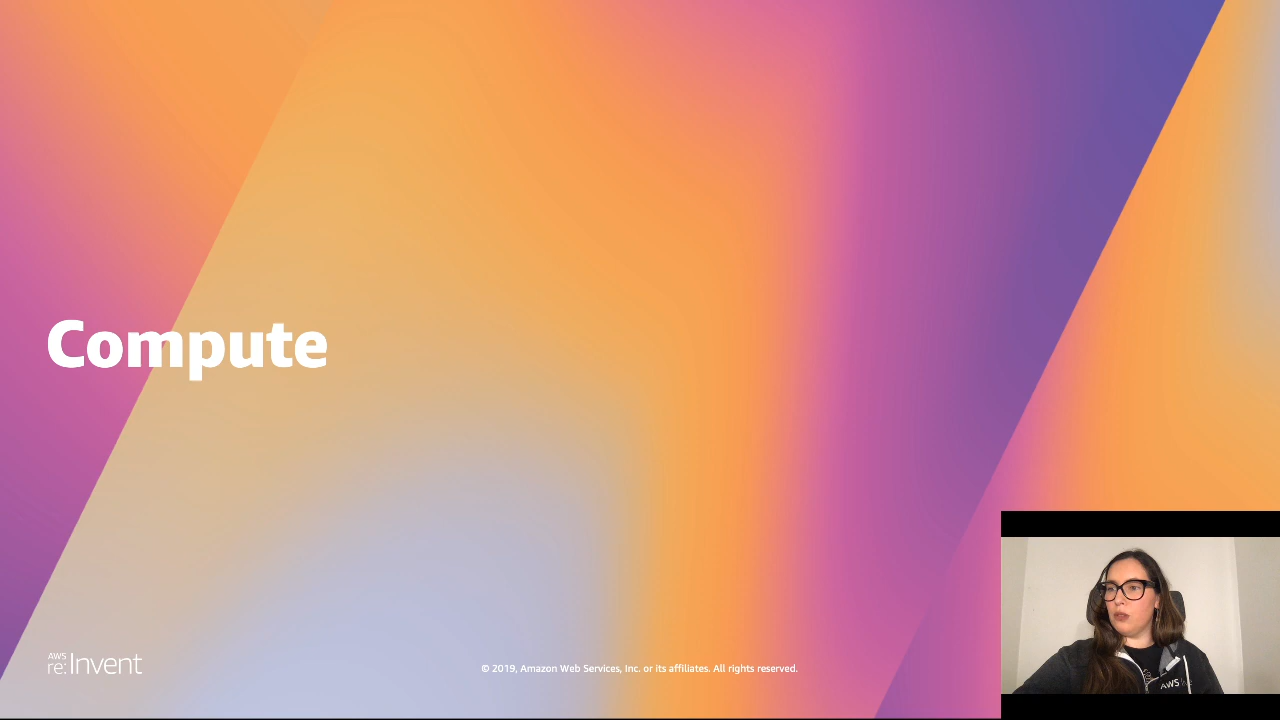 Compute
AWS
re:Invent
© 2019, Amazon Web Services, Inc. or its affiliates. All rights reserved.
AWS